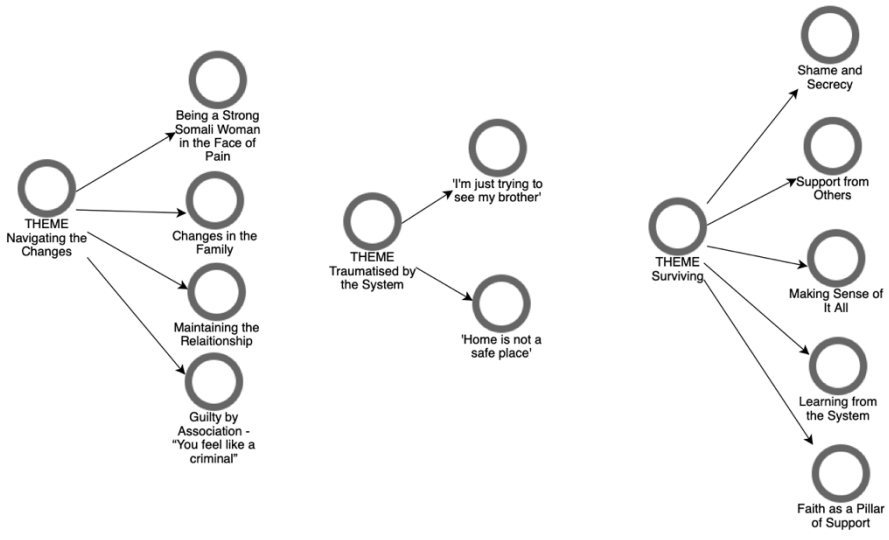 THEME
Navigating the
Changes
Being a Strong
Somali Woman
in the Face of
Pain
Changes in the
Family
Maintaining the
Relaitionship
Guilty by
Association -
“You feel like a
criminal”
THEME
Traumatised by
the System
'I'm just trying to
see my brother'
'Home is not a
safe place'
THEME
Surviving
Shame and
Secrecy
Support from
Others
Making Sense of
It All
Learning from
the System
Faith as a Pillar
of Support